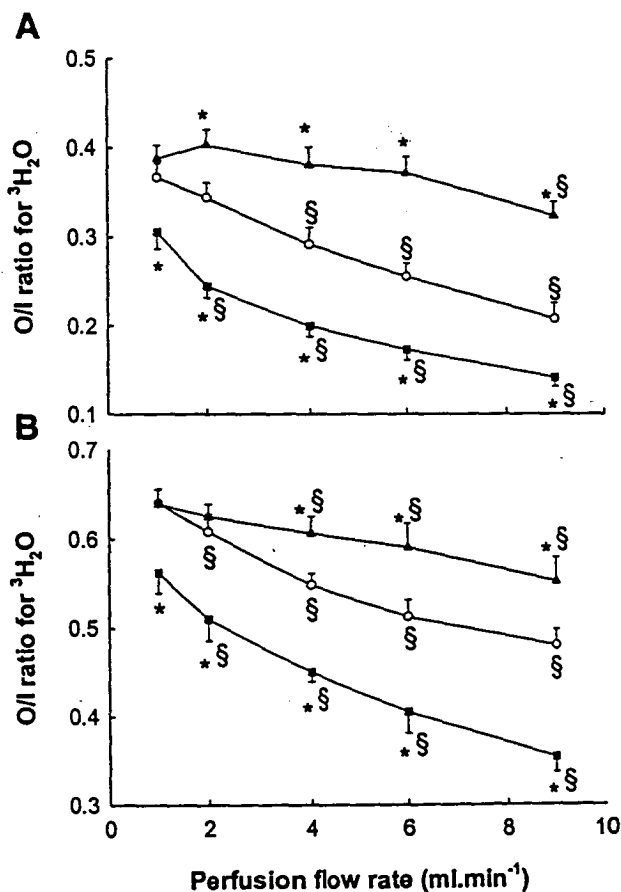 A
0.5
0.4
0.3
0.2
0.1
O/I ratio for ³H₂O
* * * *§
§ § §
* *§ *§ *§ *§
B
0.7
0.6
0.5
0.4
0.3
O/I ratio for ³H₂O
*§ *§ *§
§ § § §
* *§ *§ *§ *§
0 2 4 6 8 10
Perfusion flow rate (ml.min⁻¹)